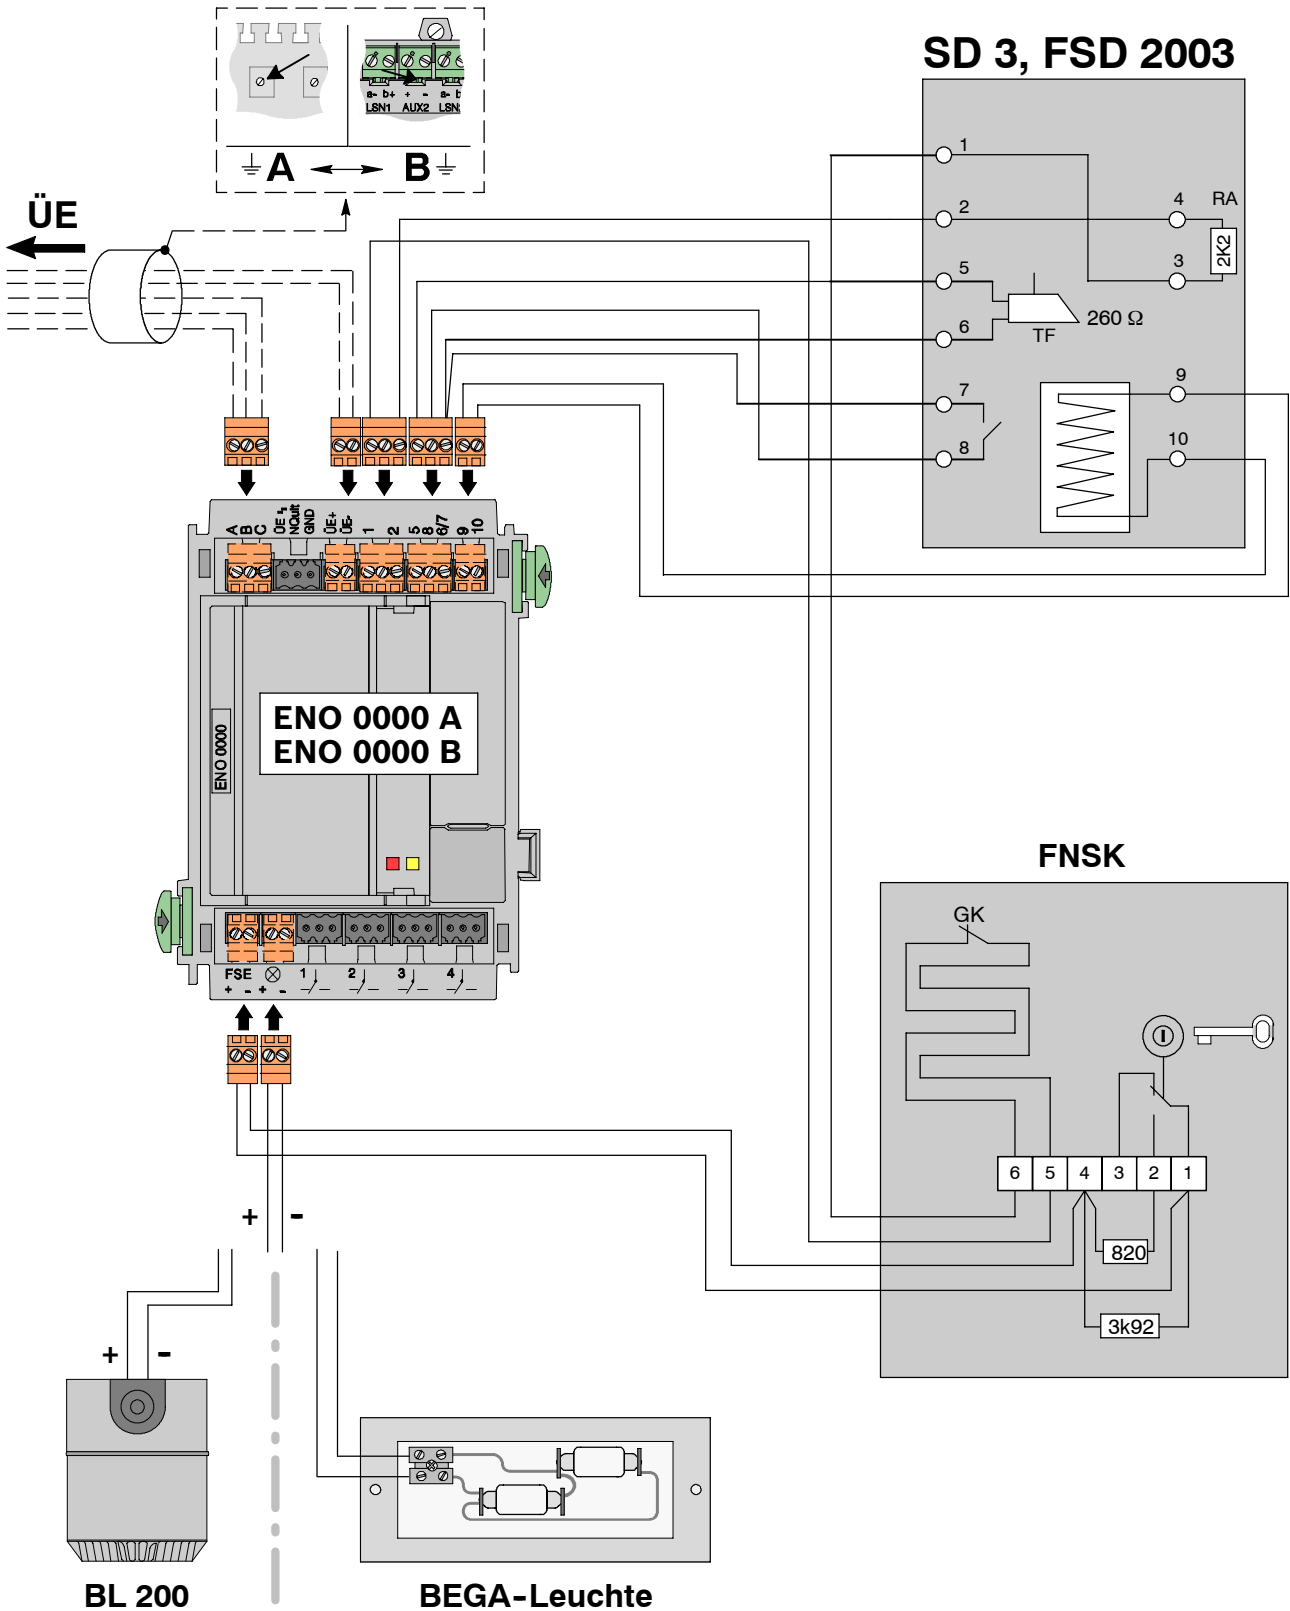 SD 3, FSD 2003
a- b+ + - a- b
LSN1 AUX2 LSN
A B
ÜE
1
2
4 RA
2K2
3
5
6
TF
260 Ω
7
8
9
10
A B C ÜE NQuit GND ÜE+ ÜE- 1 2 5 8 6/7 9 10
ENO 0000 A
ENO 0000 B
ENO 0000
FNSK
GK
FSE 1 2 3 4
+ - + -
6 5 4 3 2 1
820
3k92
+ -
+ -
BL 200
BEGA-Leuchte